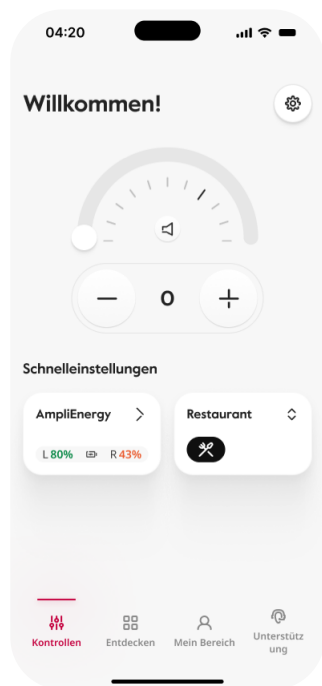 04:20
Willkommen!
0
Schnelleinstellungen
AmpliEnergy
Restaurant
L 80% R 43%
Kontrollen
Entdecken
Mein Bereich
Unterstütz
ung